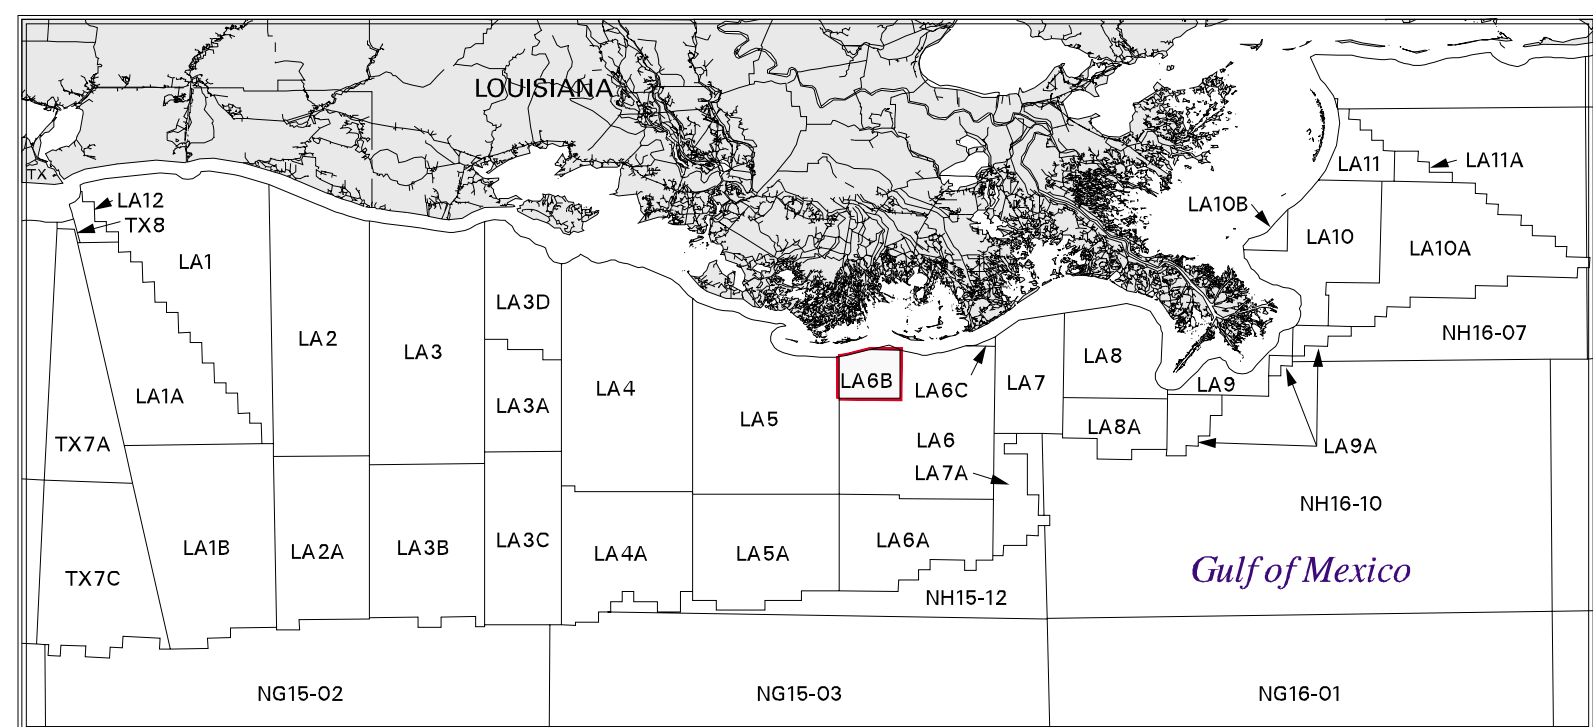 LOUISIANA
TX
LA12
TX8
LA1
LA11
LA11A
LA10B
LA10
LA10A
LA3D
LA2
LA3
NH16-07
LA8
LA6B
LA6C
LA7
LA9
LA4
LA1A
LA3A
LA5
LA8A
TX7A
LA6
LA9A
LA7A
NH16-10
LA3C
LA6A
LA1B
LA2A
LA3B
LA4A
LA5A
Gulf of Mexico
TX7C
NH15-12
NG15-02
NG15-03
NG16-01